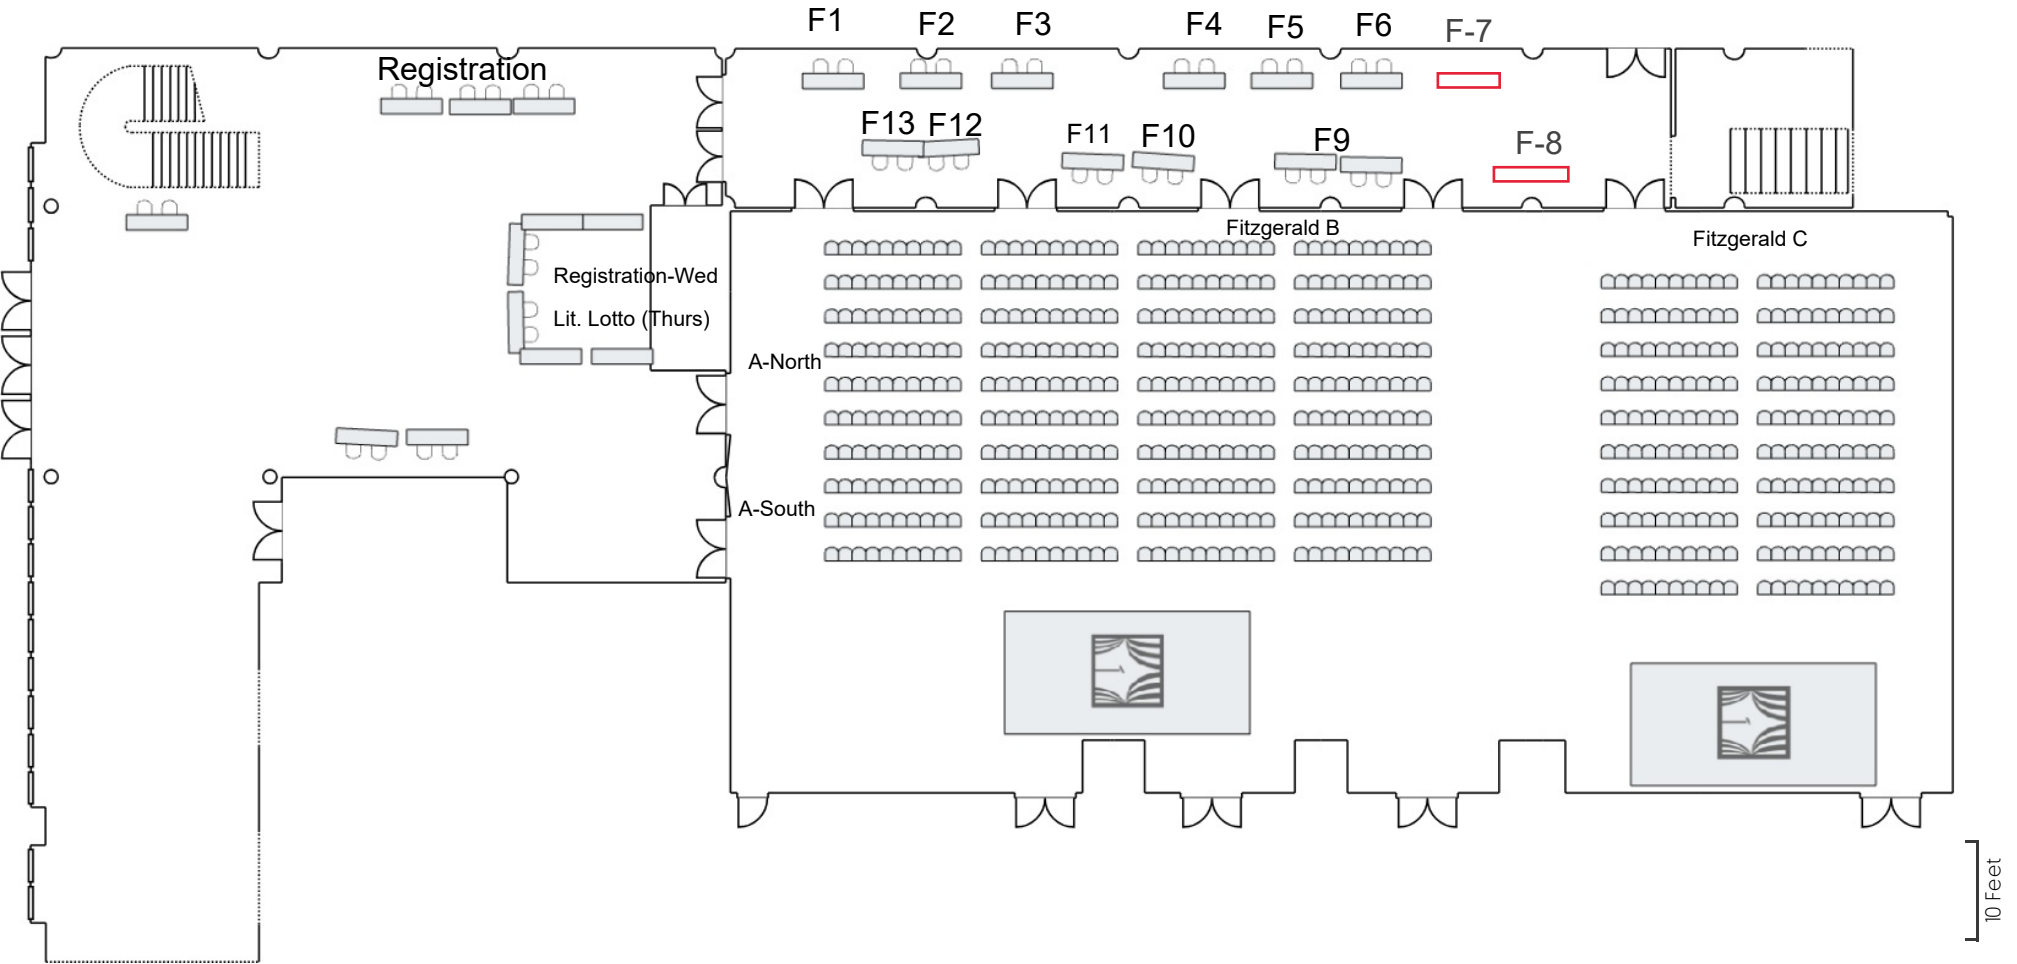 F1
F2
F3
F4
F5
F6
F-7
Registration
F13
F12
F11
F10
F9
F-8
Fitzgerald B
Fitzgerald C
Registration-Wed
Lit. Lotto (Thurs)
A-North
A-South
10 Feet